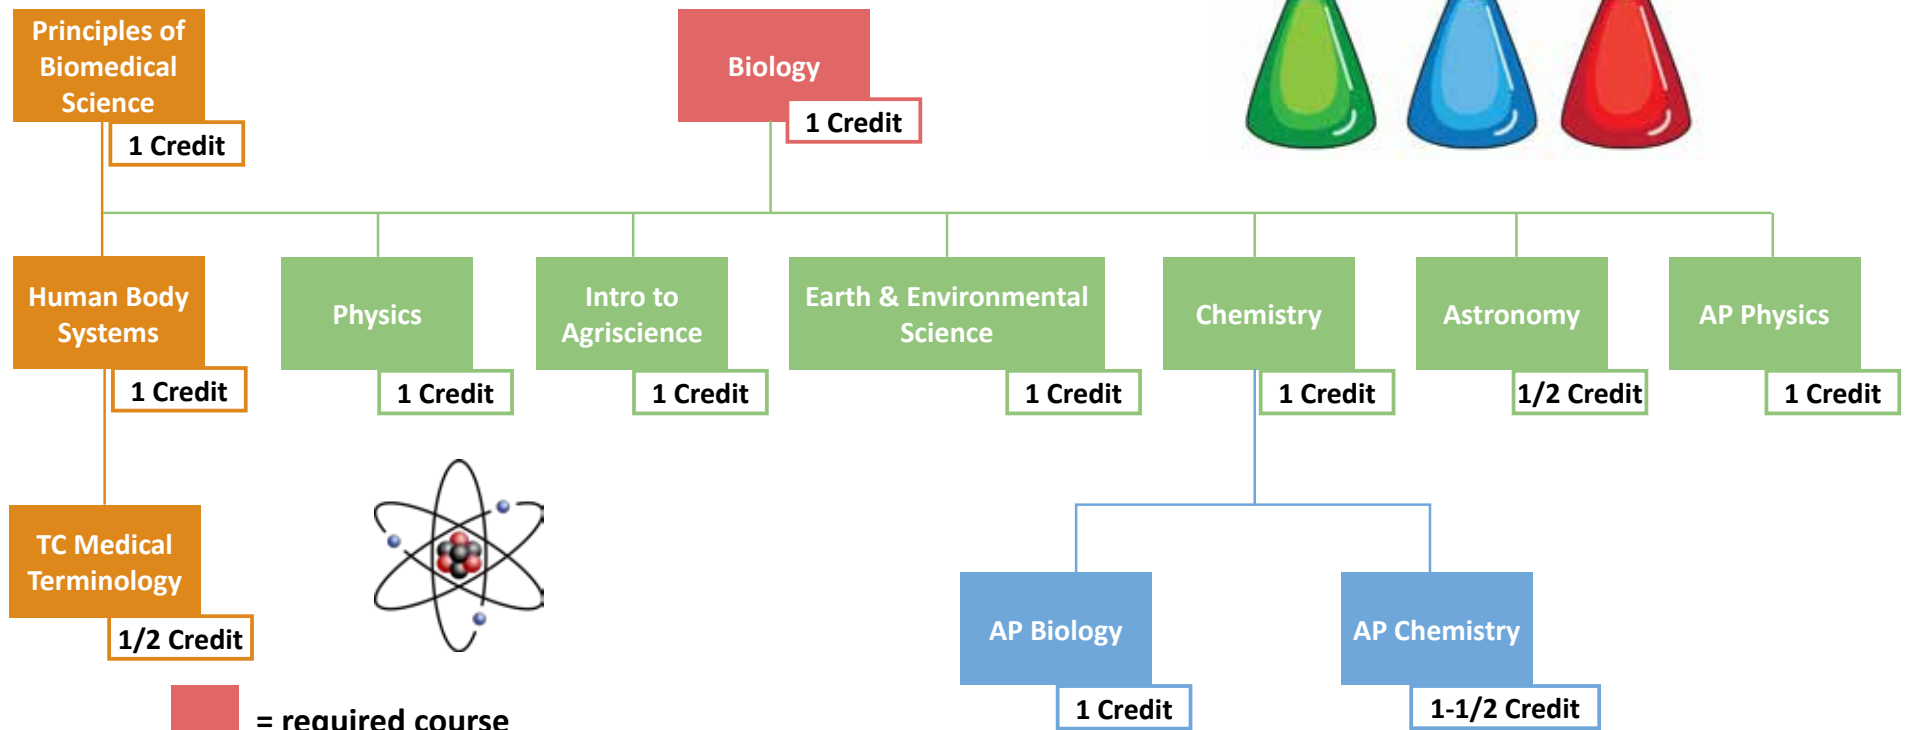 Principles of
Biomedical
Science
1 Credit
Biology
1 Credit
Human Body
Systems
1 Credit
Physics
1 Credit
Intro to
Agriscience
1 Credit
Earth & Environmental
Science
1 Credit
Chemistry
1 Credit
Astronomy
1/2 Credit
AP Physics
1 Credit
TC Medical
Terminology
1/2 Credit
AP Biology
1 Credit
AP Chemistry
1-1/2 Credit
= required course